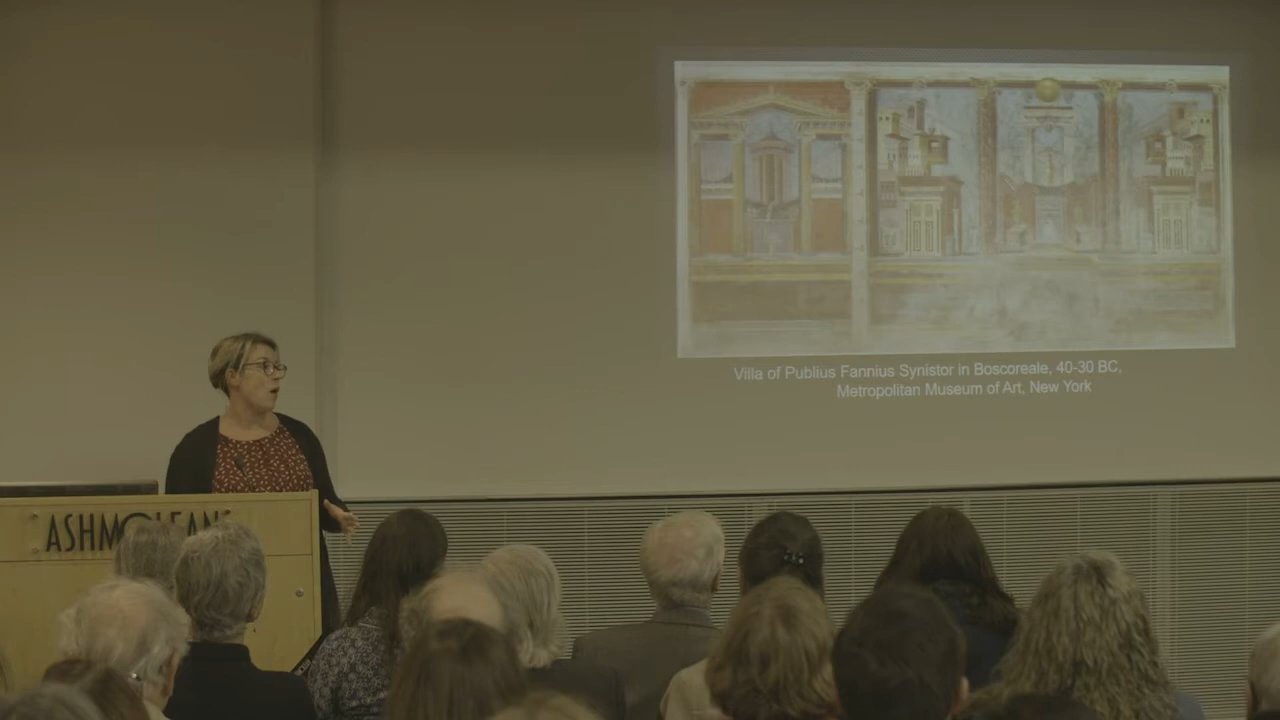 Villa of Publius Fannius Synistor in Boscoreale, 40-30 BC,
Metropolitan Museum of Art, New York
ASHMOLEAN